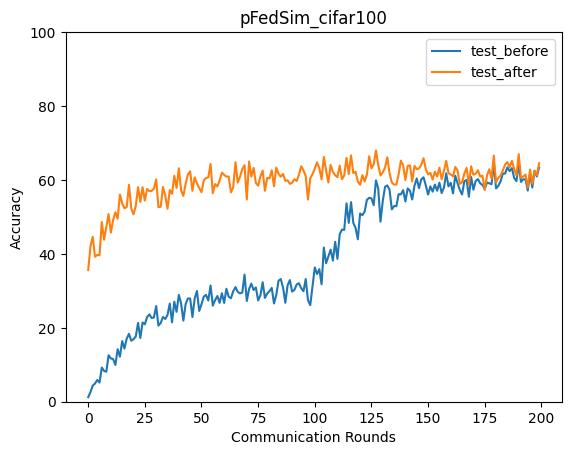 pFedSim_cifar100
test_before
test_after
Accuracy
100
80
60
40
20
0
0 25 50 75 100 125 150 175 200
Communication Rounds